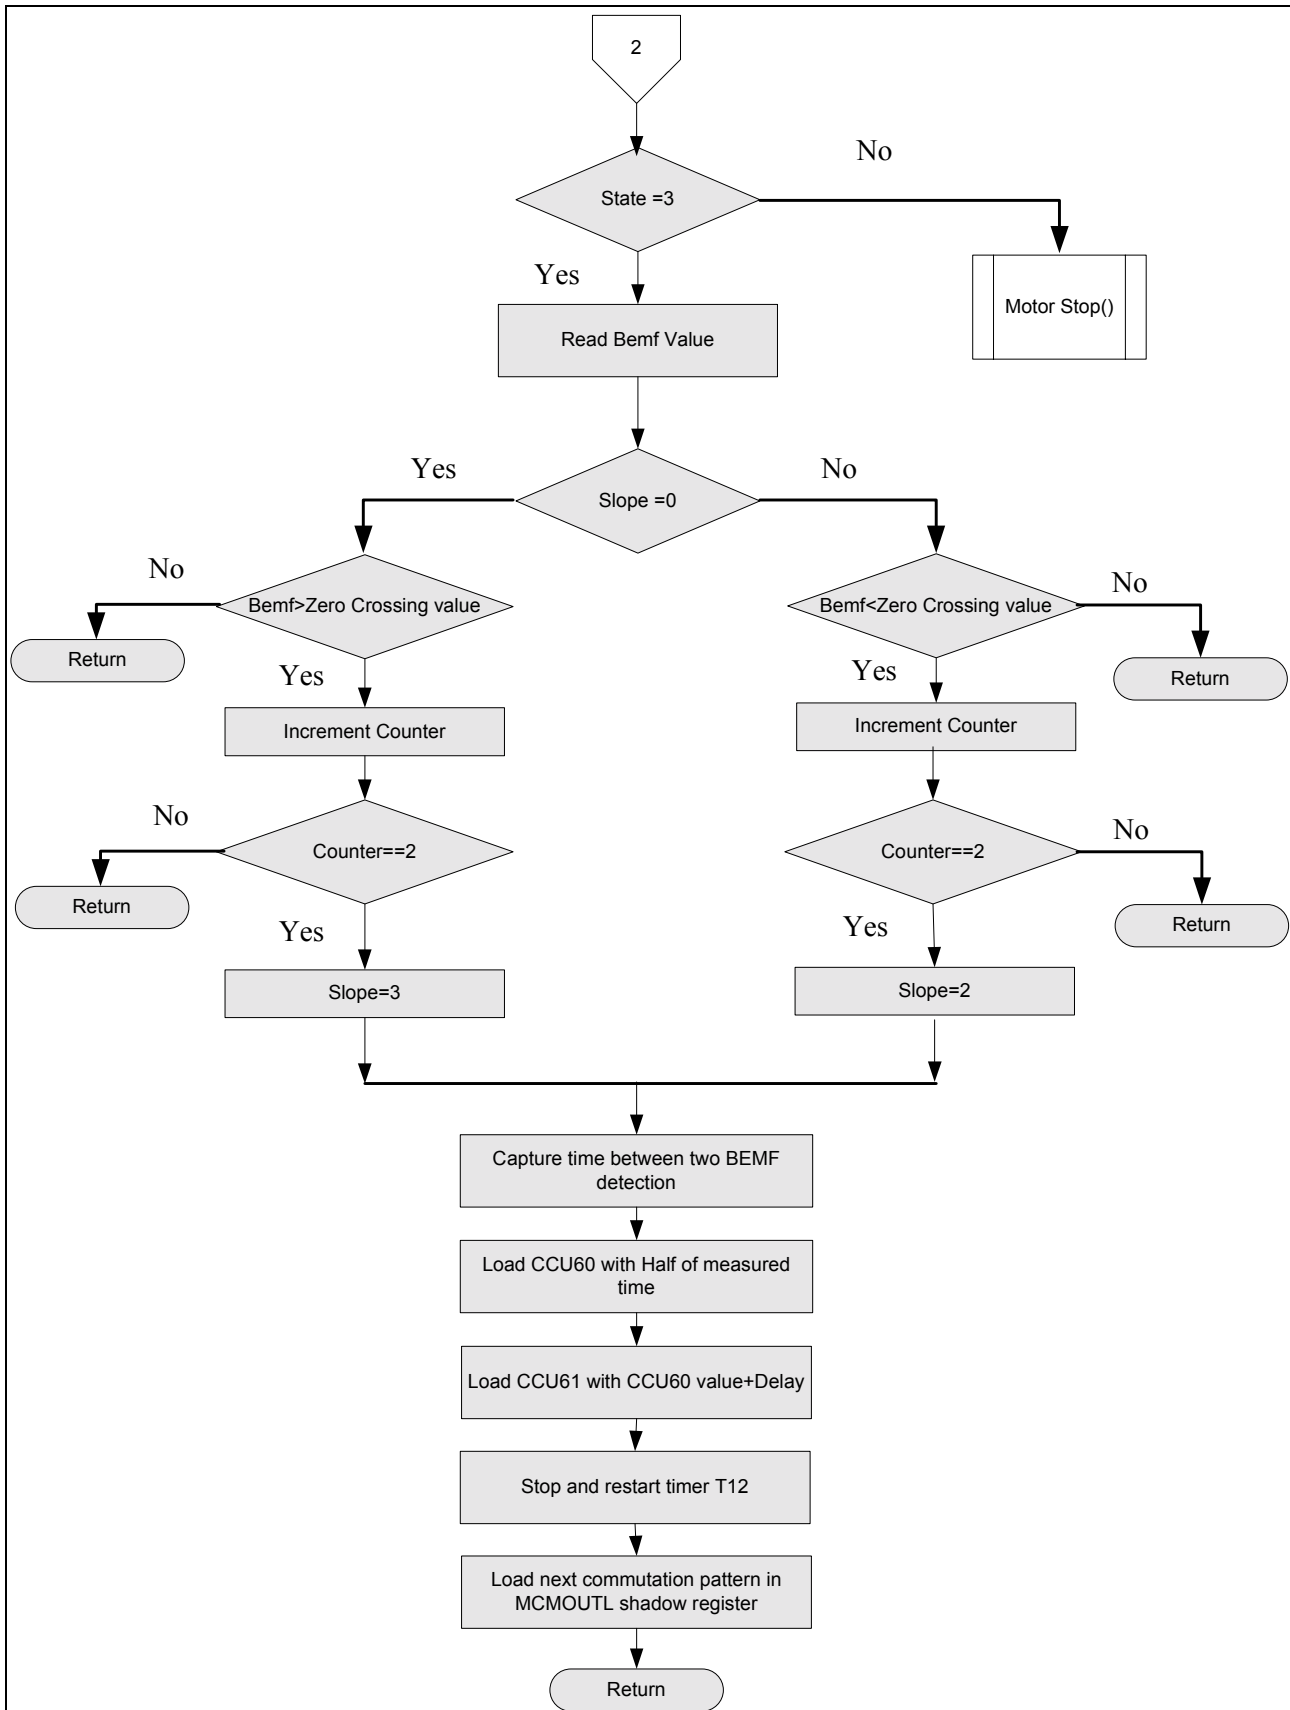 2
No
State =3
Yes
Motor Stop()
Read Bemf Value
Yes
No
Slope =0
No
No
Bemf>Zero Crossing value
Bemf<Zero Crossing value
Return
Return
Yes
Yes
Increment Counter
Increment Counter
No
No
Counter==2
Counter==2
Return
Return
Yes
Yes
Slope=3
Slope=2
Capture time between two BEMF
detection
Load CCU60 with Half of measured
time
Load CCU61 with CCU60 value+Delay
Stop and restart timer T12
Load next commutation pattern in
MCMOUTL shadow register
Return